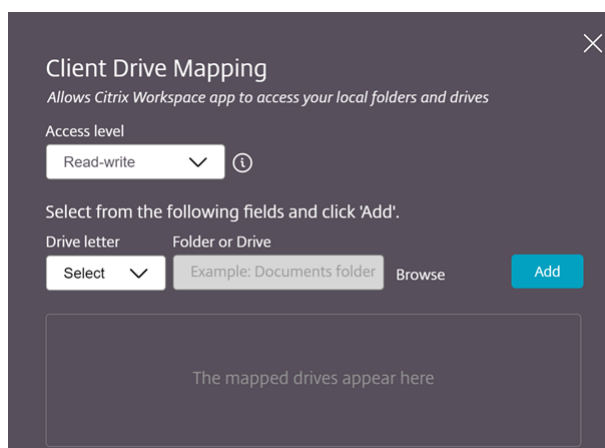 Client Drive Mapping
Allows Citrix Workspace app to access your local folders and drives
Access level
Read-write
Select from the following fields and click 'Add'.
Drive letter Folder or Drive
Select Example: Documents folder Browse Add
The mapped drives appear here